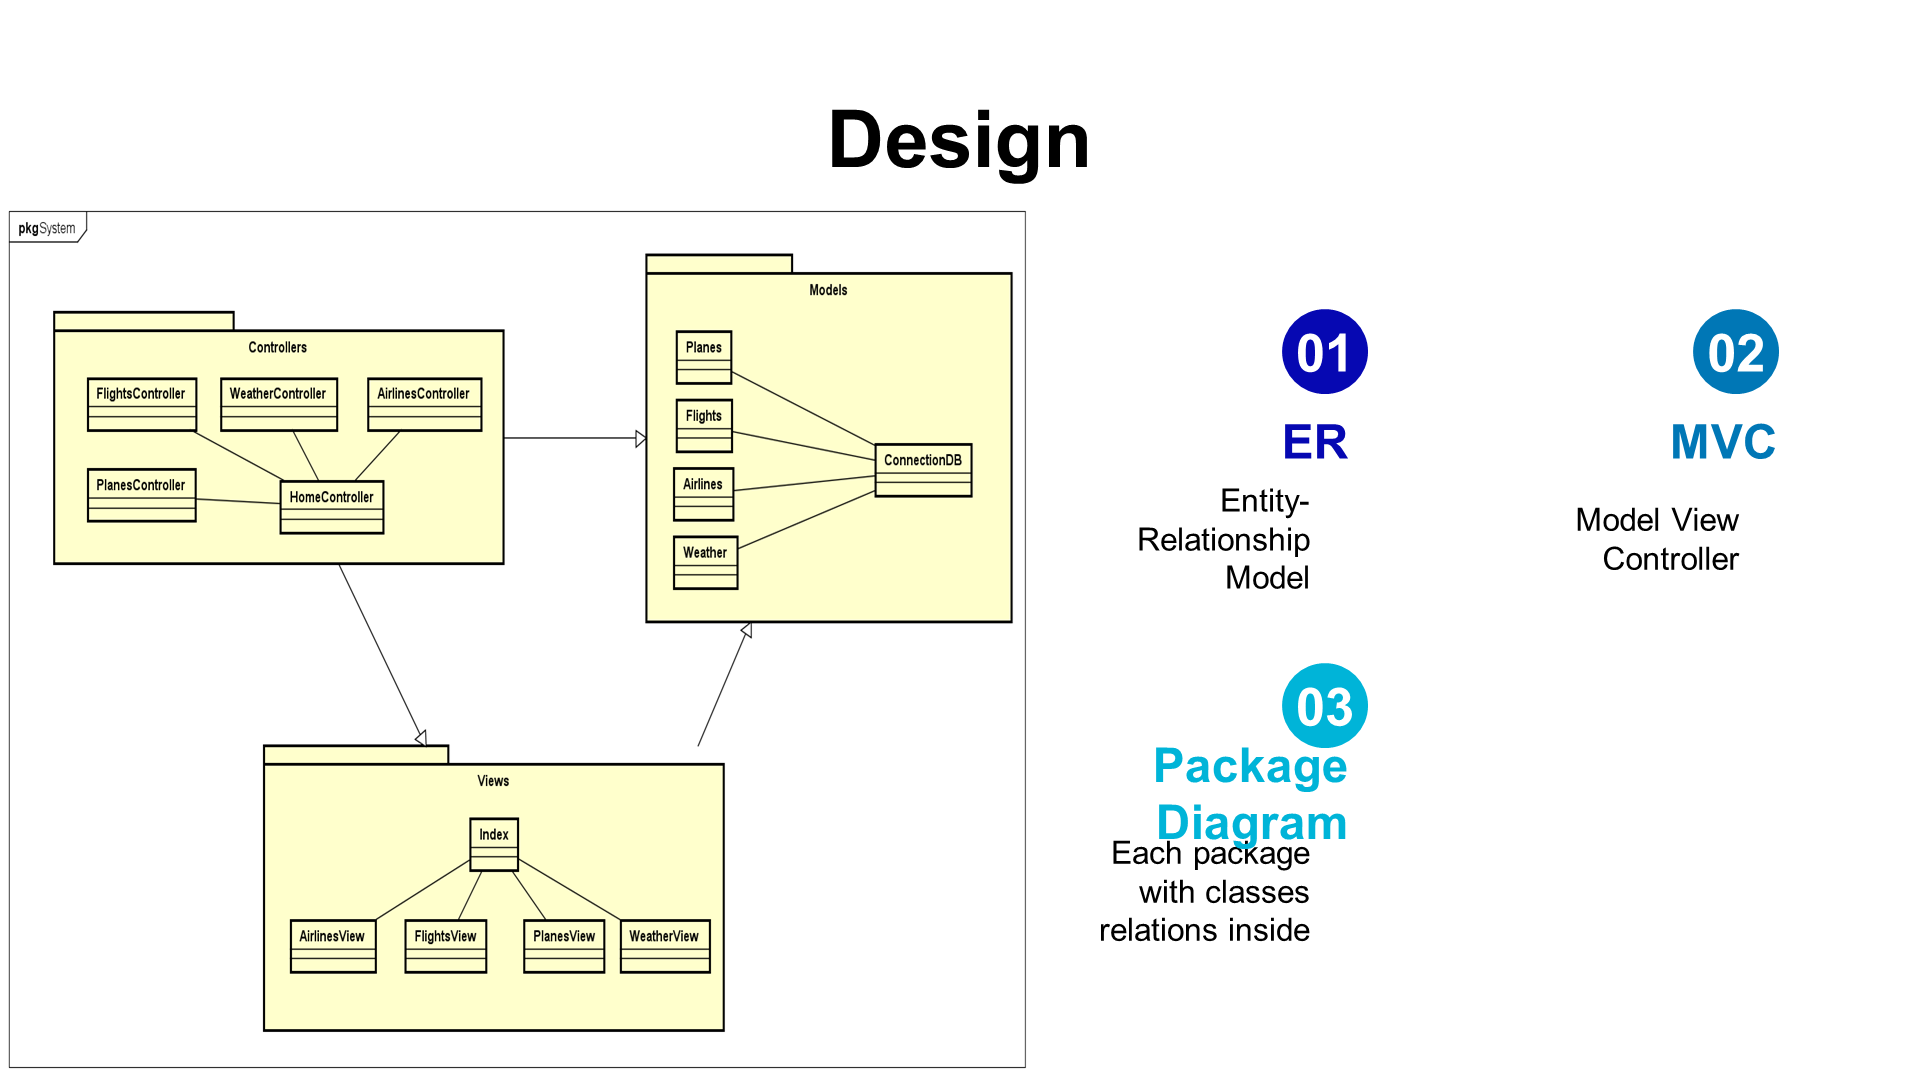 Design
pkgSystem
Controllers
FlightsController
WeatherController
AirlinesController
PlanesController
HomeController
Models
Planes
Flights
Airlines
Weather
ConnectionDB
Views
Index
AirlinesView
FlightsView
PlanesView
WeatherView
01
ER
Entity-
Relationship
Model
02
MVC
Model View
Controller
03
Package
Diagram
Each package
with classes
relations inside